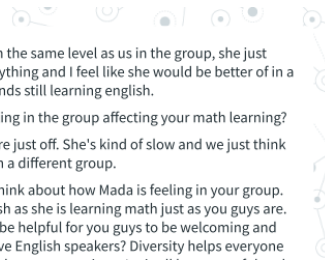 the same level as us in the group, she just
ything and I feel like she would be better of in a
nds still learning english.
ing in the group affecting your math learning?
re just off. She's kind of slow and we just think
a different group.
hink about how Mada is feeling in your group.
sh as she is learning math just as you guys are.
be helpful for you guys to be welcoming and
ve English speakers? Diversity helps everyone